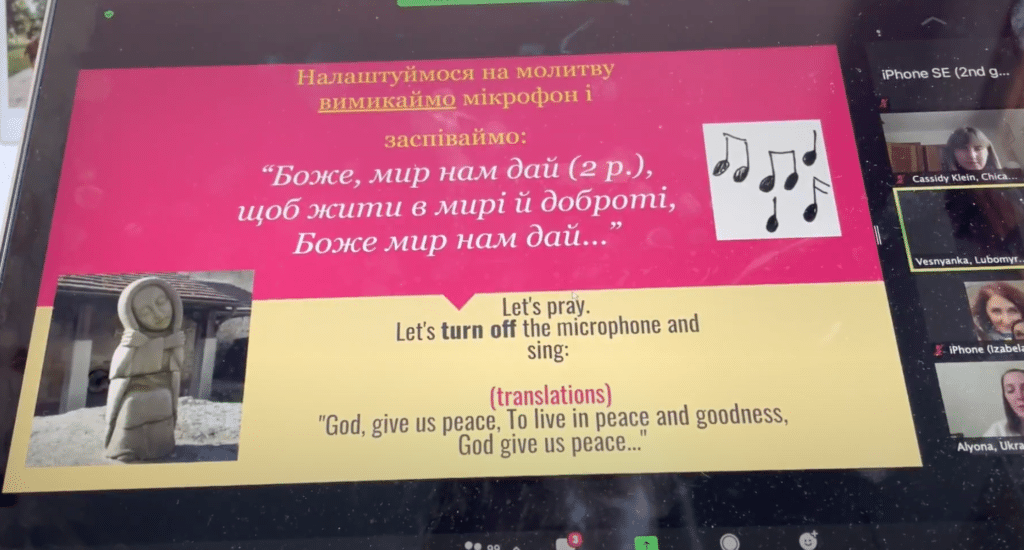 Налаштуймося на молитву
вимикаймо мікрофон і
заспіваймо:
“Боже, мир нам дай (2 р.),
щоб жити в мирі й доброті,
Боже мир нам дай...”
Let's pray.
Let's turn off the microphone and
sing:
(translations)
"God, give us peace, To live in peace and goodness,
God give us peace..."
iPhone SE (2nd g...
Cassidy Klein, Chica...
Vesnyanka, Lubomyr...
iPhone (Izabela
Alyona, Ukra
3